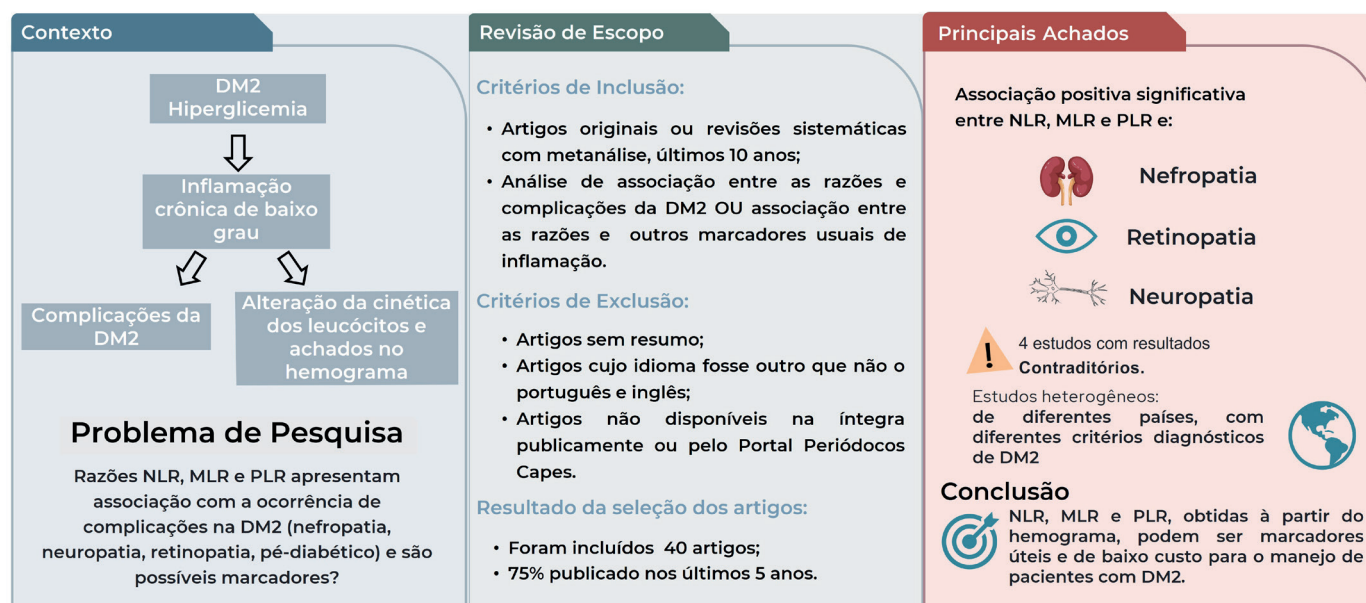 Contexto
DM2
Hiperglicemia
Inflamação
crônica de baixo
grau
Complicações da
DM2
Alteração da cinética
dos leucócitos e
achados no
hemograma
Problema de Pesquisa
Razões NLR, MLR e PLR apresentam
associação com a ocorrência de
complicações na DM2 (nefropatia,
neuropatia, retinopatia, pé-diabético) e são
possíveis marcadores?
Revisão de Escopo
Critérios de Inclusão:
• Artigos originais ou revisões sistemáticas
com metanálise, últimos 10 anos;
• Análise de associação entre as razões e
complicações da DM2 OU associação entre
as razões e outros marcadores usuais de
inflamação.
Critérios de Exclusão:
• Artigos sem resumo;
• Artigos cujo idioma fosse outro que não o
português e inglês;
• Artigos não disponíveis na íntegra
publicamente ou pelo Portal Periódocos
Capes.
Resultado da seleção dos artigos:
• Foram incluídos 40 artigos;
• 75% publicado nos últimos 5 anos.
Principais Achados
Associação positiva significativa
entre NLR, MLR e PLR e:
Nefropatia
Retinopatia
Neuropatia
! 4 estudos com resultados
Contraditórios.
Estudos heterogêneos:
de diferentes países, com
diferentes critérios diagnósticos
de DM2
Conclusão
NLR, MLR e PLR, obtidas à partir do
hemograma, podem ser marcadores
úteis e de baixo custo para o manejo de
pacientes com DM2.